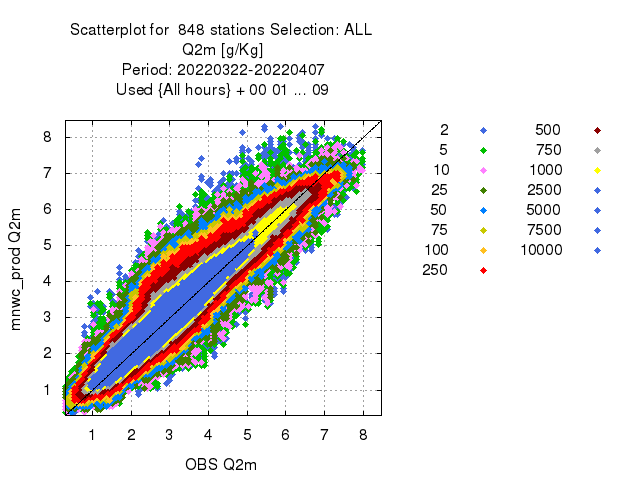 Scatterplot for 848 stations Selection: ALL
Q2m [g/Kg]
Period: 20220322-20220407
Used {All hours} + 00 01 ... 09
8
7
6
5
4
3
2
1
mnwc_prod Q2m
1 2 3 4 5 6 7 8
OBS Q2m
2 500
5 750
10 1000
25 2500
50 5000
75 7500
100 10000
250